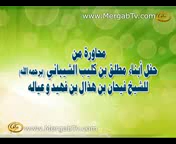 www.MergabTv.com
محاورة من
حفل أبناء مطلق بن كليب الشيباني (يرحمه الله)
للشيخ نيحان بن هذال بن فهيد و عياله
www.MergabTv.com